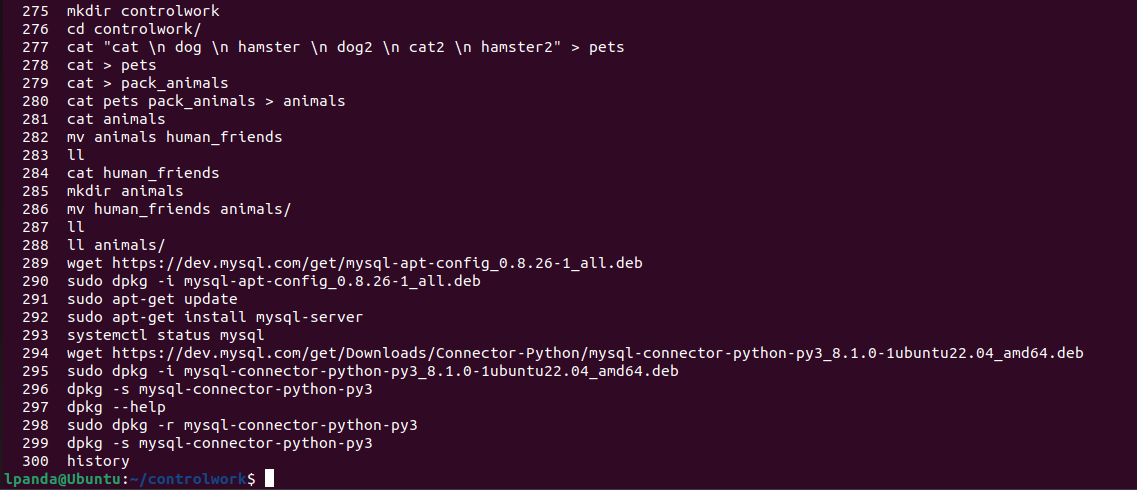 275 mkdir controlwork
276 cd controlwork/
277 cat "cat \n dog \n hamster \n dog2 \n cat2 \n hamster2" > pets
278 cat > pets
279 cat > pack_animals
280 cat pets pack_animals > animals
281 cat animals
282 mv animals human_friends
283 ll
284 cat human_friends
285 mkdir animals
286 mv human_friends animals/
287 ll
288 ll animals/
289 wget https://dev.mysql.com/get/mysql-apt-config_0.8.26-1_all.deb
290 sudo dpkg -i mysql-apt-config_0.8.26-1_all.deb
291 sudo apt-get update
292 sudo apt-get install mysql-server
293 systemctl status mysql
294 wget https://dev.mysql.com/get/Downloads/Connector-Python/mysql-connector-python-py3_8.1.0-1ubuntu22.04_amd64.deb
295 sudo dpkg -i mysql-connector-python-py3_8.1.0-1ubuntu22.04_amd64.deb
296 dpkg -s mysql-connector-python-py3
297 dpkg --help
298 sudo dpkg -r mysql-connector-python-py3
299 dpkg -s mysql-connector-python-py3
300 history
lpanda@Ubuntu:~/controlwork$